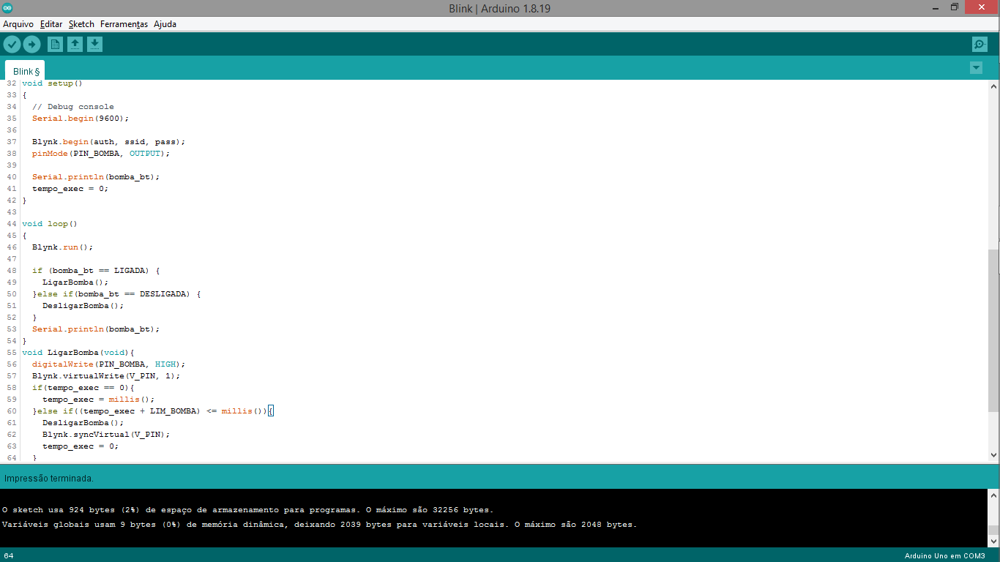 Blink | Arduino 1.8.19
Arquivo Editar Sketch Ferramentas Ajuda
Blink §
32 void setup()
33 {
34   // Debug console
35   Serial.begin(9600);
36
37   Blynk.begin(auth, ssid, pass);
38   pinMode(PIN_BOMBA, OUTPUT);
39
40   Serial.println(bomba_bt);
41   tempo_exec = 0;
42 }
43
44 void loop()
45 {
46   Blynk.run();
47
48   if (bomba_bt == LIGADA) {
49     LigarBomba();
50   }else if(bomba_bt == DESLIGADA) {
51     DesligarBomba();
52   }
53   Serial.println(bomba_bt);
54 }
55 void LigarBomba(void){
56   digitalWrite(PIN_BOMBA, HIGH);
57   Blynk.virtualWrite(V_PIN, 1);
58   if(tempo_exec == 0){
59     tempo_exec = millis();
60   }else if((tempo_exec + LIM_BOMBA) <= millis()){
61     DesligarBomba();
62     Blynk.syncVirtual(V_PIN);
63     tempo_exec = 0;
64   }
Impressão terminada.
O sketch usa 924 bytes (2%) de espaço de armazenamento para programas. O máximo são 32256 bytes.
Variáveis globais usam 9 bytes (0%) de memória dinâmica, deixando 2039 bytes para variáveis locais. O máximo são 2048 bytes.
64 Arduino Uno em COM3